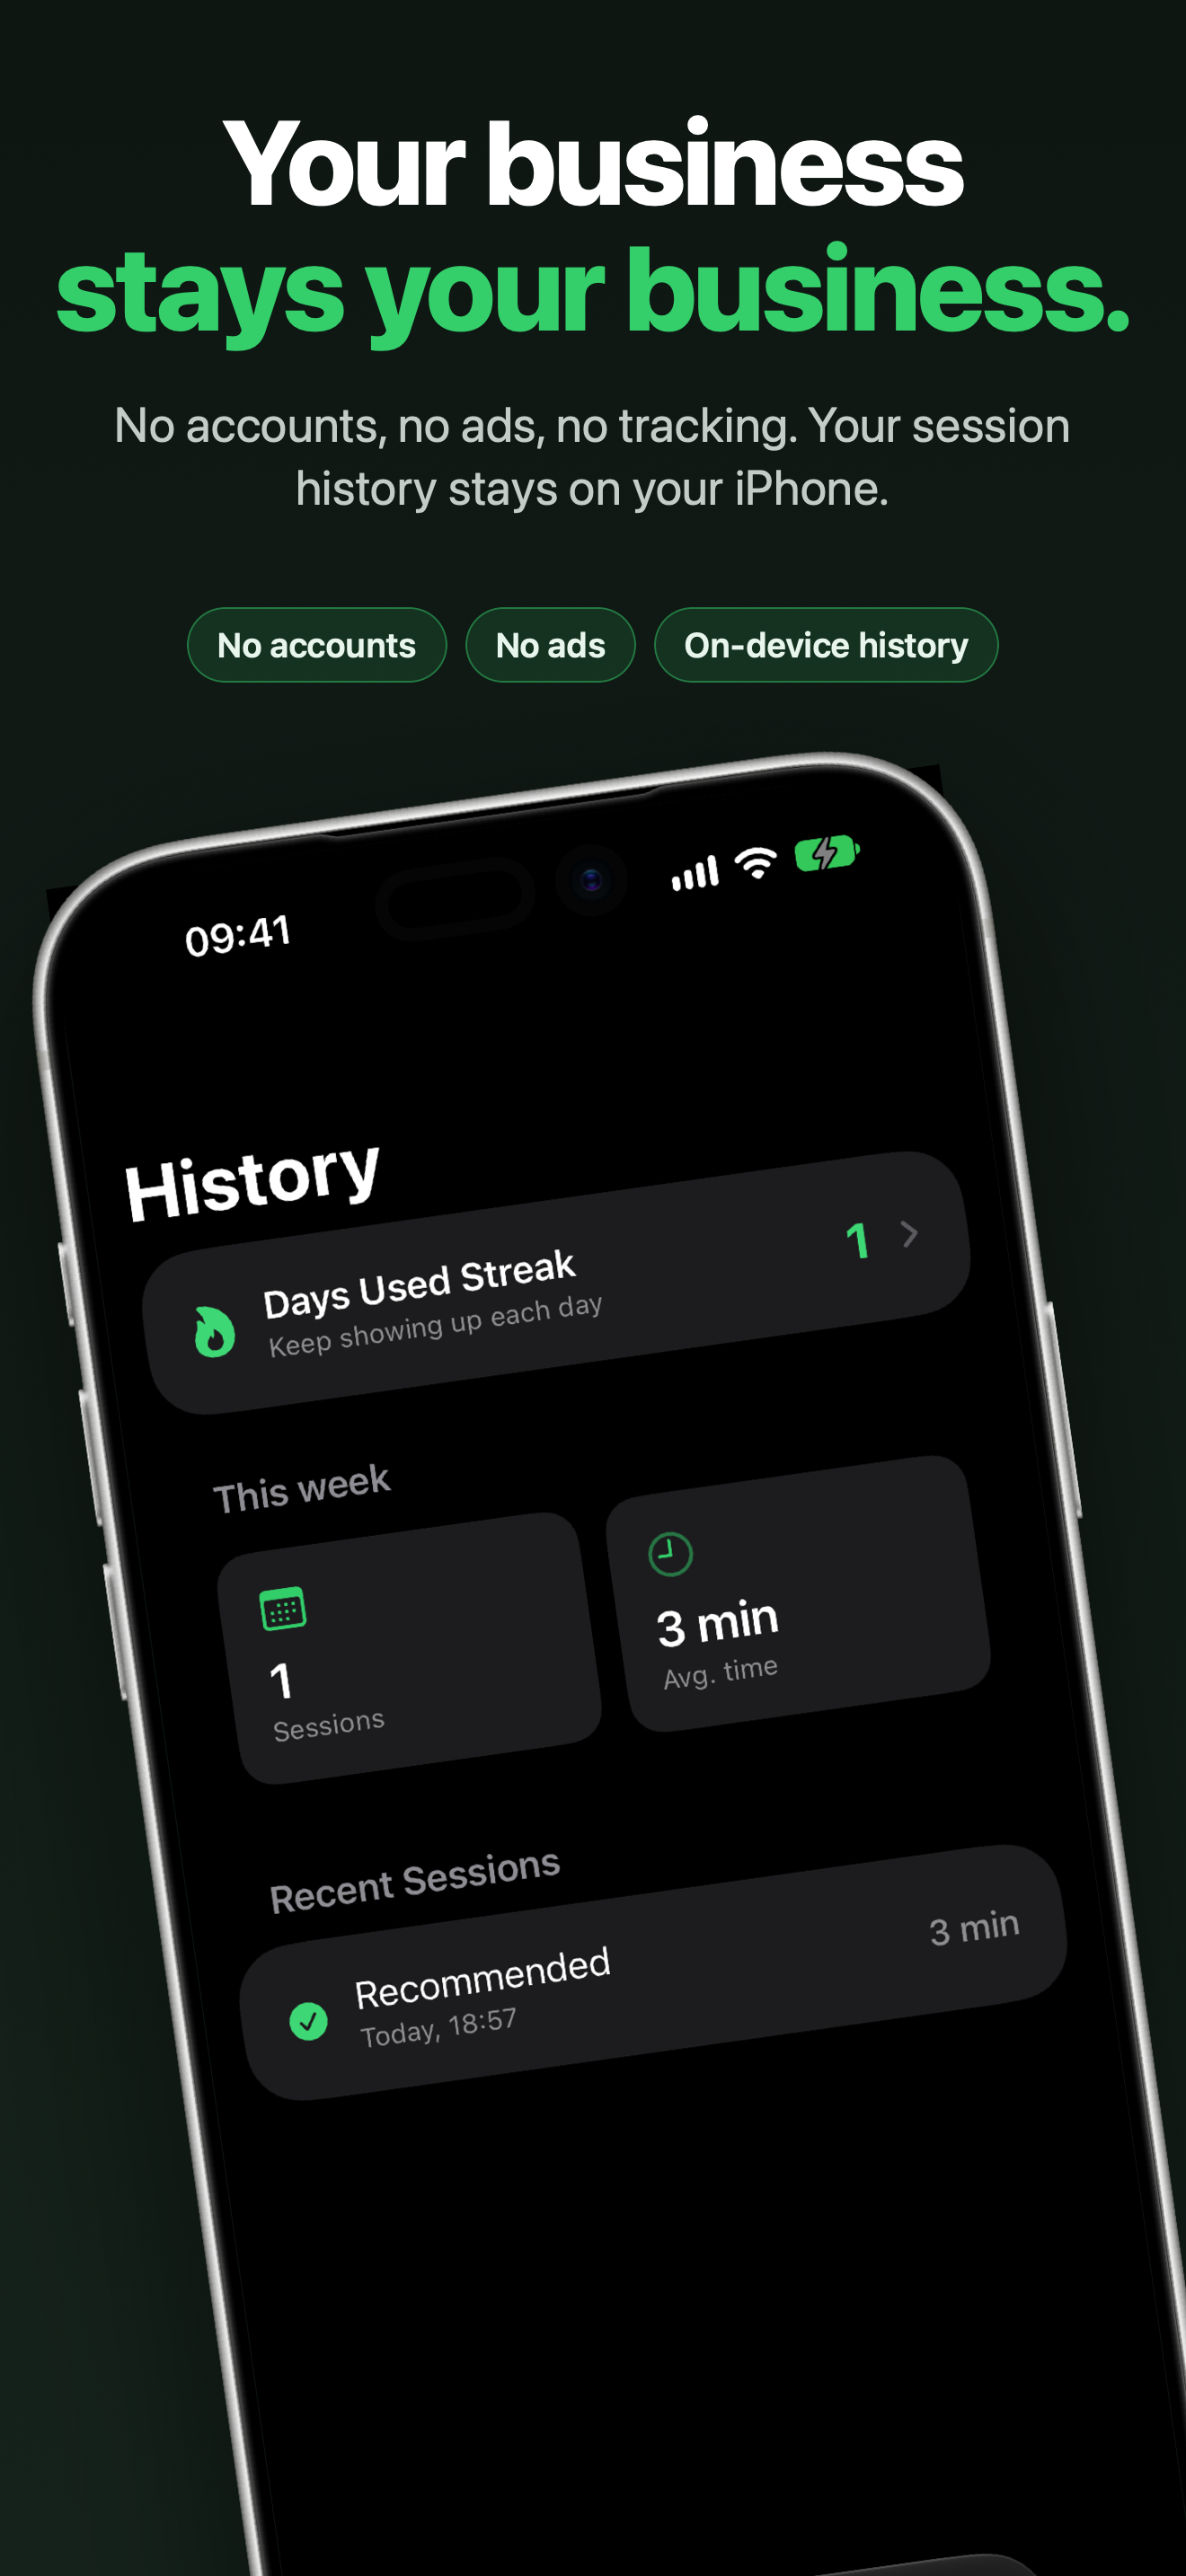 Your business
stays your business.
No accounts, no ads, no tracking. Your session
history stays on your iPhone.
No accounts
No ads
On-device history
09:41
History
Days Used Streak
Keep showing up each day
1
This week
1
Sessions
3 min
Avg. time
Recent Sessions
Recommended
Today, 18:57
3 min